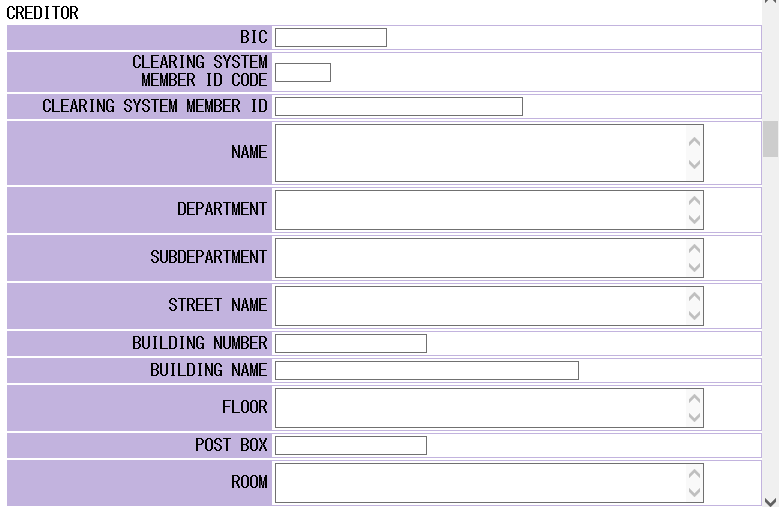 CREDITOR
BIC
CLEARING SYSTEM
MEMBER ID CODE
CLEARING SYSTEM MEMBER ID
NAME
DEPARTMENT
SUBDEPARTMENT
STREET NAME
BUILDING NUMBER
BUILDING NAME
FLOOR
POST BOX
ROOM